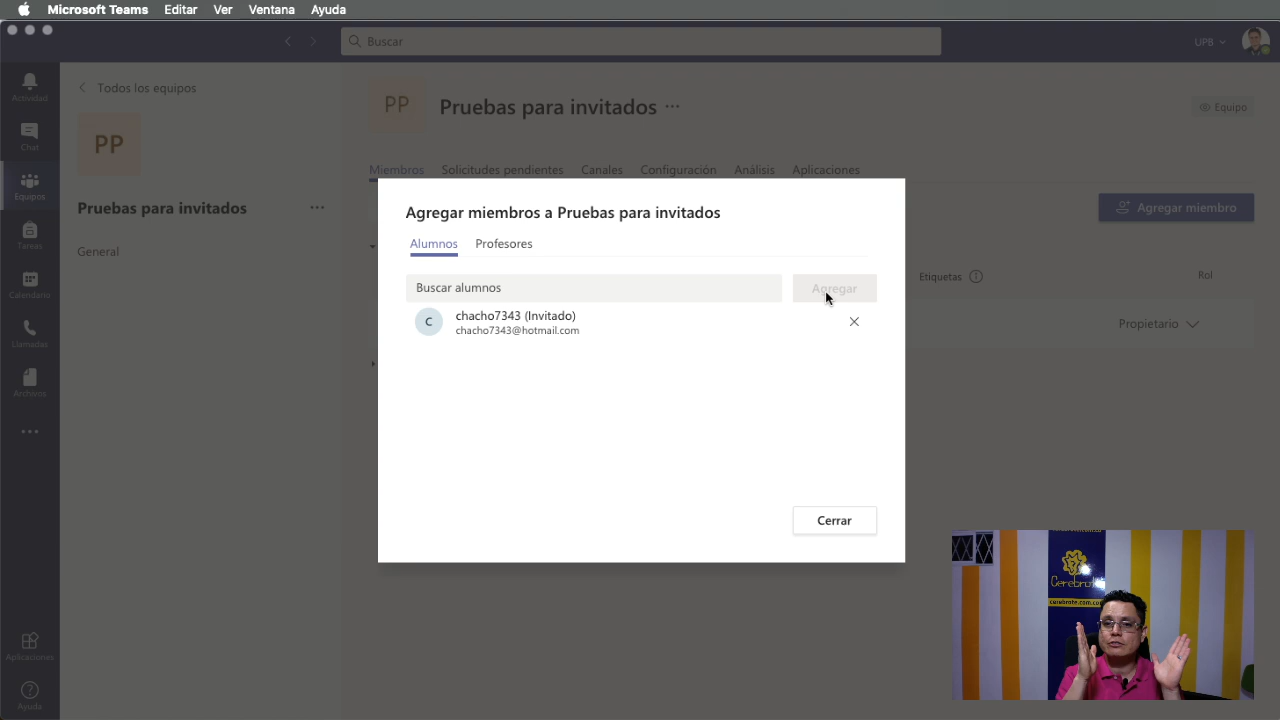 Microsoft Teams Editar Ver Ventana Ayuda
Buscar
UPB
Actividad
Chat
Equipos
Tareas
Calendario
Llamadas
Archivos
Aplicaciones
Ayuda
Todos los equipos
PP
Pruebas para invitados
General
PP
Pruebas para invitados
Equipo
Miembros Solicitudes pendientes Canales Configuración Análisis Aplicaciones
Agregar miembro
Etiquetas
Rol
Propietario
Agregar miembros a Pruebas para invitados
Alumnos Profesores
Buscar alumnos
Agregar
C
chacho7343 (Invitado)
chacho7343@hotmail.com
Cerrar
Cerebrote
cerebrote.com.co